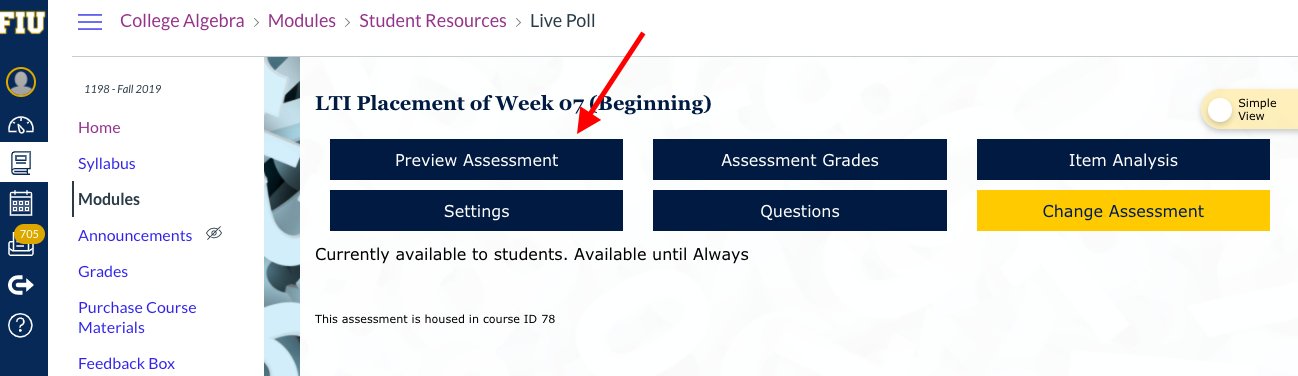 FIU
College Algebra > Modules > Student Resources > Live Poll
1198 - Fall 2019
LTI Placement of Week 07 (Beginning)
Simple
View
Home
Preview Assessment
Assessment Grades
Item Analysis
Syllabus
Modules
Settings
Questions
Change Assessment
705
Announcements
Currently available to students. Available until Always
Grades
Purchase Course
Materials
This assessment is housed in course ID 78
Feedback Box